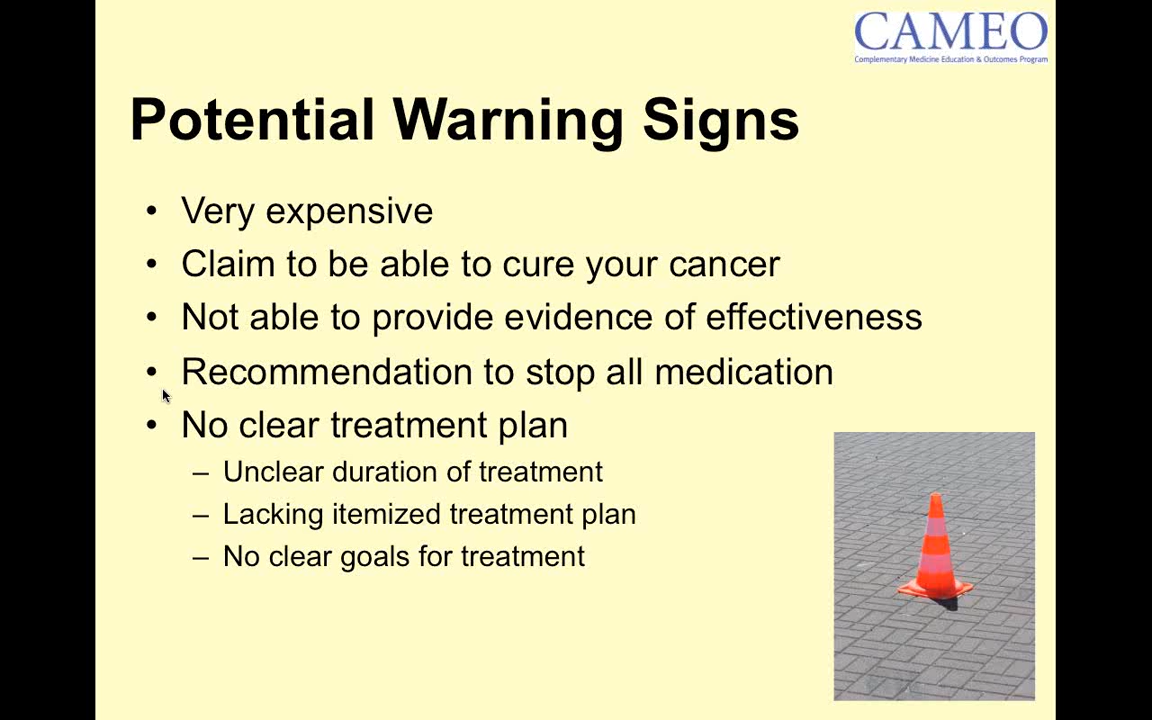 CAMEO
Complementary Medicine Education & Outcomes Program
Potential Warning Signs
• Very expensive
• Claim to be able to cure your cancer
• Not able to provide evidence of effectiveness
• Recommendation to stop all medication
• No clear treatment plan
– Unclear duration of treatment
– Lacking itemized treatment plan
– No clear goals for treatment